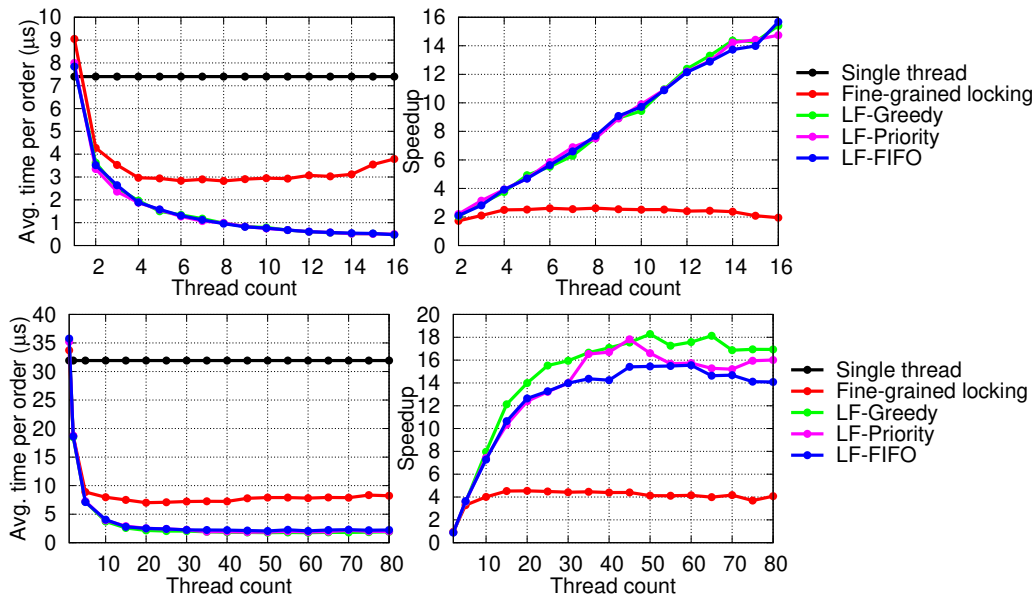 Avg. time per order (μs)
10
9
8
7
6
5
4
3
2
1
0
2 4 6 8 10 12 14 16
Thread count
Speedup
16
14
12
10
8
6
4
2
0
2 4 6 8 10 12 14 16
Thread count
Single thread
Fine-grained locking
LF-Greedy
LF-Priority
LF-FIFO
Avg. time per order (μs)
40
35
30
25
20
15
10
5
0
10 20 30 40 50 60 70 80
Thread count
Speedup
20
18
16
14
12
10
8
6
4
2
0
10 20 30 40 50 60 70 80
Thread count
Single thread
Fine-grained locking
LF-Greedy
LF-Priority
LF-FIFO